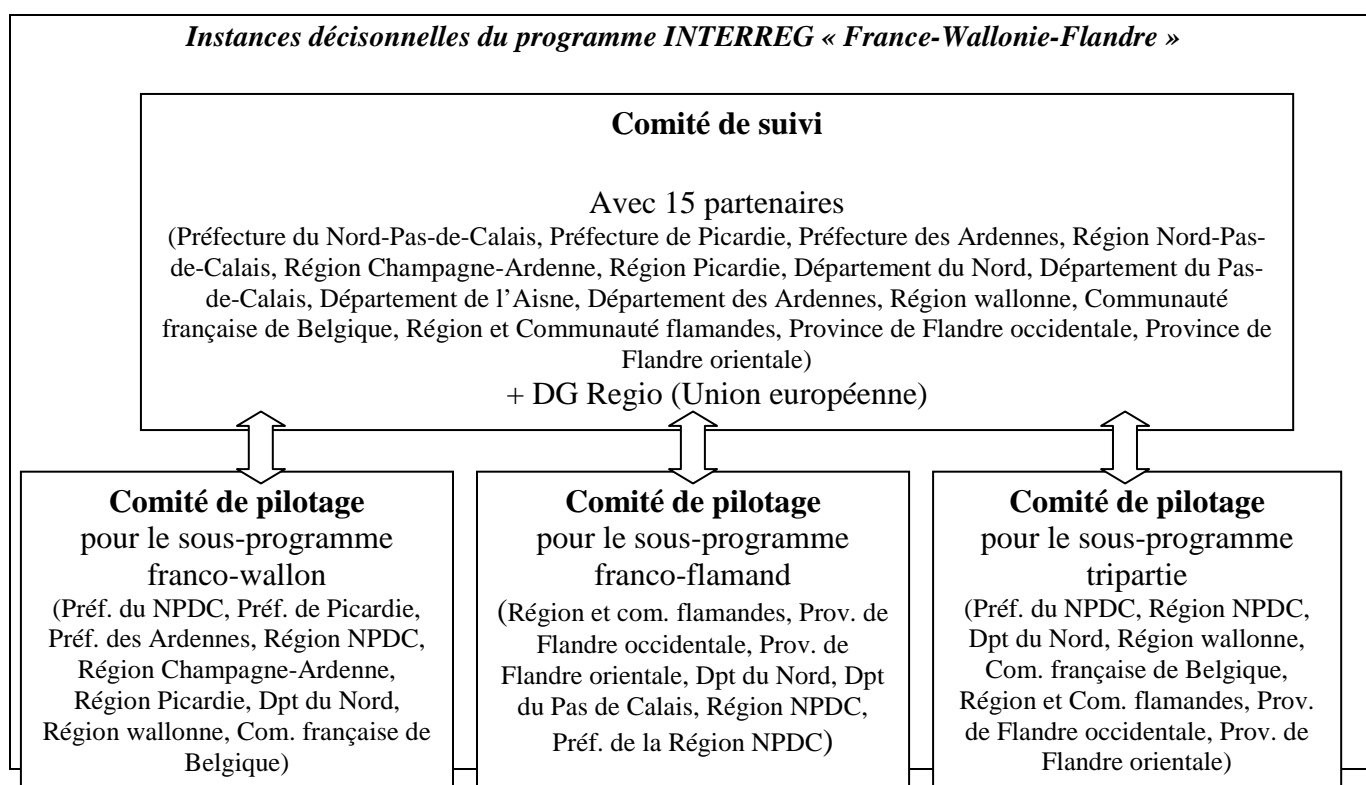 Instances décisonnelles du programme INTERREG « France-Wallonie-Flandre »
Comité de suivi
Avec 15 partenaires
(Préfecture du Nord-Pas-de-Calais, Préfecture de Picardie, Préfecture des Ardennes, Région Nord-Pas-
de-Calais, Région Champagne-Ardenne, Région Picardie, Département du Nord, Département du Pas-
de-Calais, Département de l’Aisne, Département des Ardennes, Région wallonne, Communauté
française de Belgique, Région et Communauté flamandes, Province de Flandre occidentale, Province de
Flandre orientale)
+ DG Regio (Union européenne)
Comité de pilotage
pour le sous-programme
franco-wallon
(Préf. du NPDC, Préf. de Picardie,
Préf. des Ardennes, Région NPDC,
Région Champagne-Ardenne,
Région Picardie, Dpt du Nord,
Région wallonne, Com. française de
Belgique)
Comité de pilotage
pour le sous-programme
franco-flamand
(Région et com. flamandes, Prov. de
Flandre occidentale, Prov. de
Flandre orientale, Dpt du Nord, Dpt
du Pas de Calais, Région NPDC,
Préf. de la Région NPDC)
Comité de pilotage
pour le sous-programme
tripartie
(Préf. du NPDC, Région NPDC,
Dpt du Nord, Région wallonne,
Com. française de Belgique,
Région et Com. flamandes, Prov.
de Flandre occidentale, Prov. de
Flandre orientale)